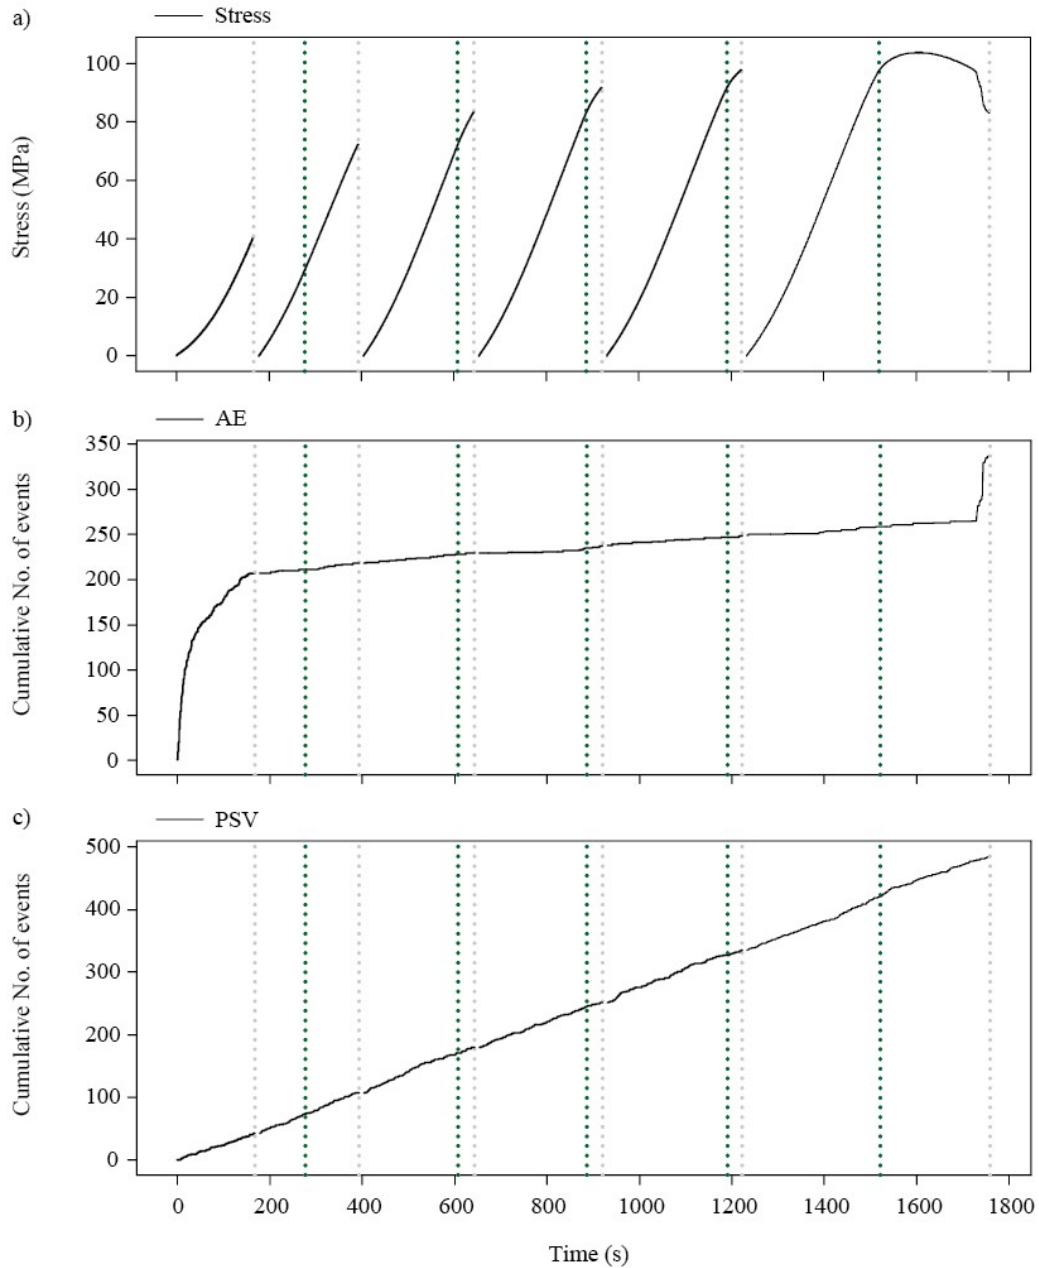 a)
Stress
Stress (MPa)
100
80
60
40
20
0
b)
AE
Cumulative No. of events
350
300
250
200
150
100
50
0
c)
PSV
Cumulative No. of events
500
400
300
200
100
0
0 200 400 600 800 1000 1200 1400 1600 1800
Time (s)